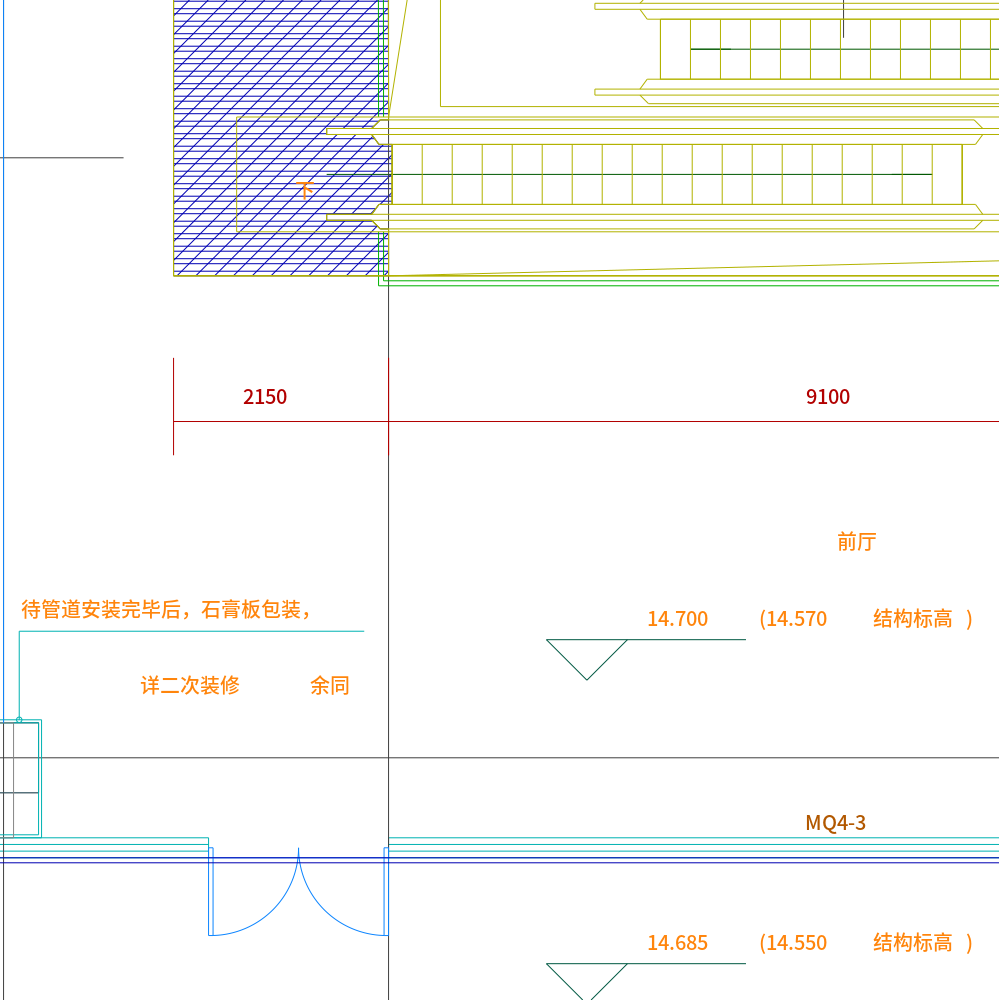 下
2150 9100
前厅
待管道安装完毕后，石膏板包装，
14.700 (14.570 结构标高 )
详二次装修 余同
MQ4-3
14.685 (14.550 结构标高 )